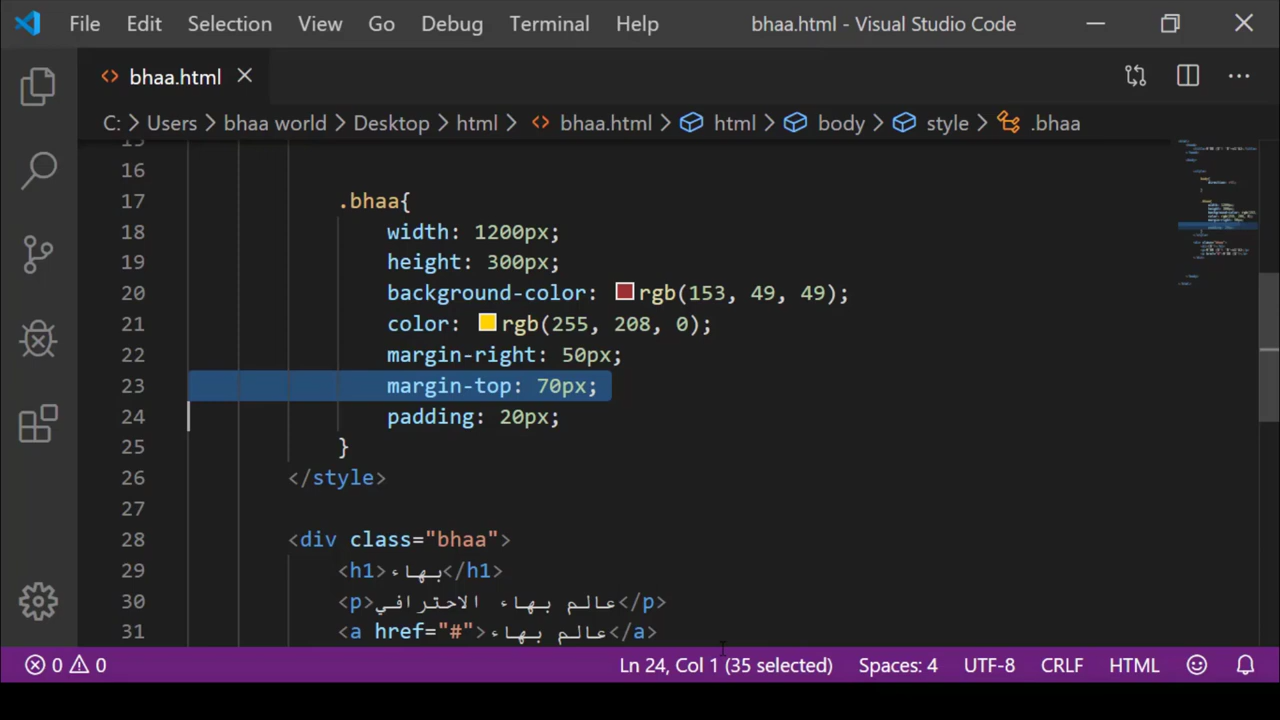 File Edit Selection View Go Debug Terminal Help bhaa.html - Visual Studio Code
bhaa.html
C: > Users > bhaa world > Desktop > html > bhaa.html > html > body > style > .bhaa
15
16
17 .bhaa{
18 width: 1200px;
19 height: 300px;
20 background-color: rgb(153, 49, 49);
21 color: rgb(255, 208, 0);
22 margin-right: 50px;
23 margin-top: 70px;
24 padding: 20px;
25 }
26 </style>
27
28 <div class="bhaa">
29 <h1>بهاء</h1>
30 <p>عالم بهاء الاحترافي</p>
31 <a href="#">عالم بهاء</a>
0 0 Ln 24, Col 1 (35 selected) Spaces: 4 UTF-8 CRLF HTML